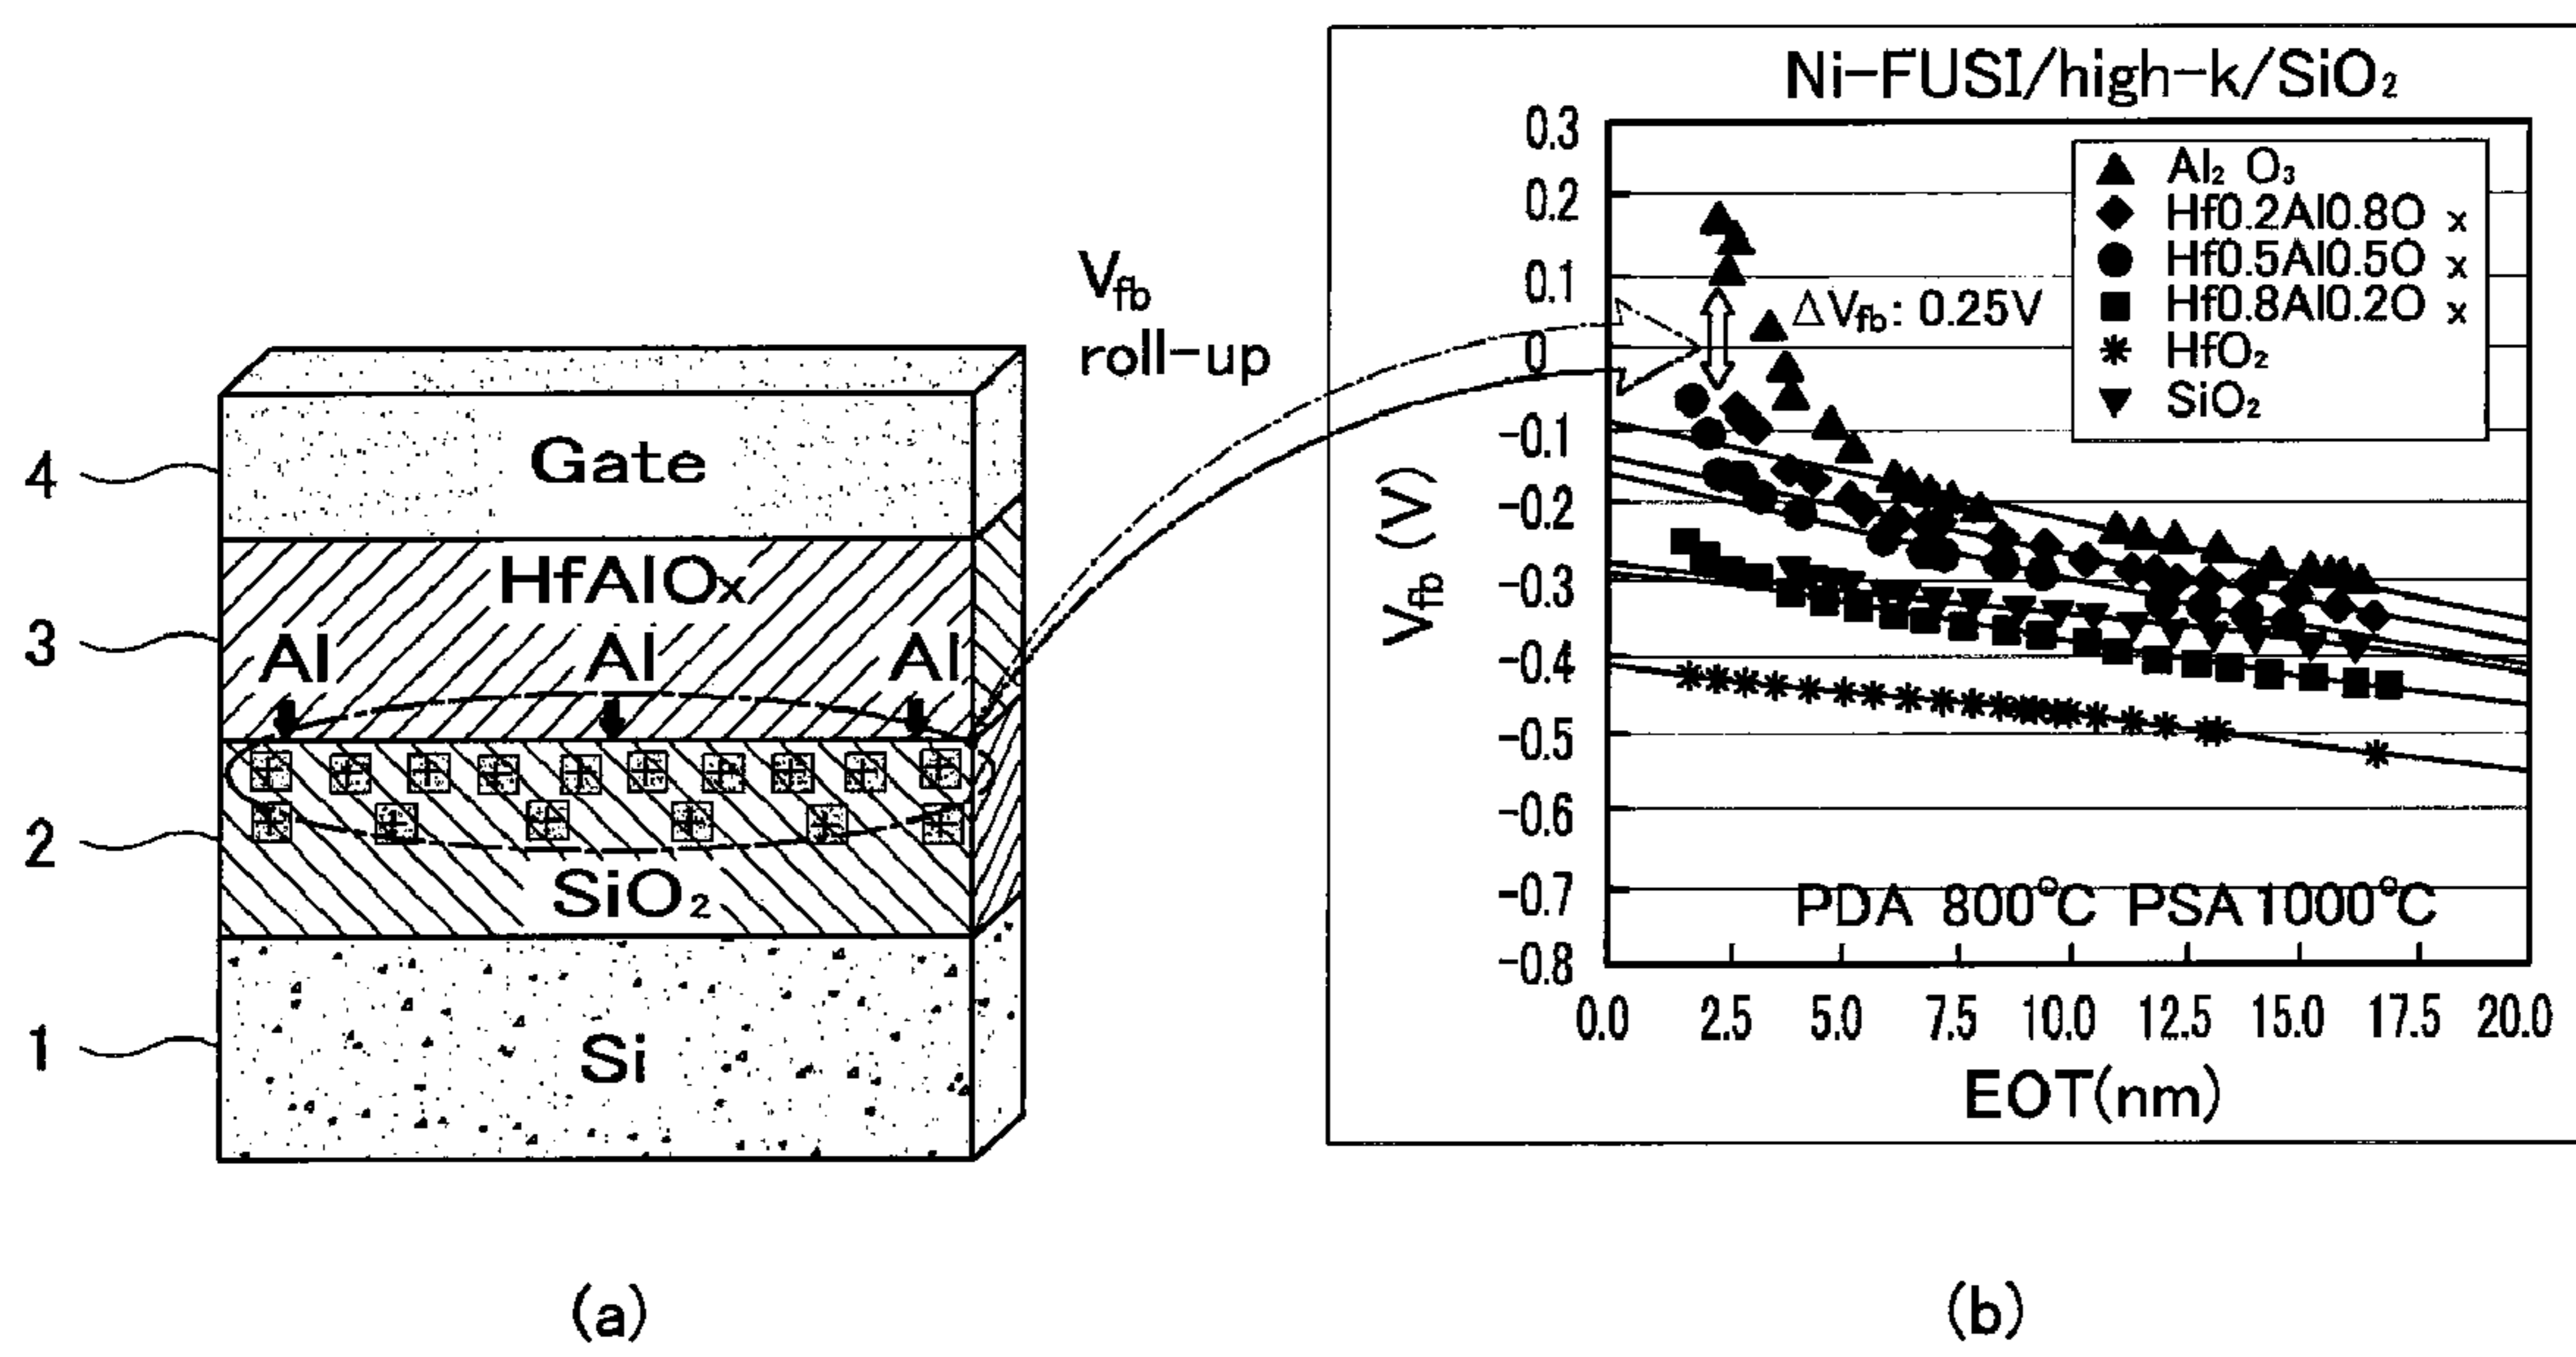 Vfb
roll-up
4
Gate
3
HfAlOx
Al Al Al
2
SiO₂
1
Si
(a)
Ni-FUSI/high-k/SiO₂
0.3
0.2
0.1
0
-0.1
-0.2
-0.3
-0.4
-0.5
-0.6
-0.7
-0.8
Vfb (V)
Al₂ O₃
Hf0.2Al0.8O x
Hf0.5Al0.5O x
Hf0.8Al0.2O x
HfO₂
SiO₂
△Vfb: 0.25V
PDA 800°C PSA 1000°C
0.0 2.5 5.0 7.5 10.0 12.5 15.0 17.5 20.0
EOT(nm)
(b)